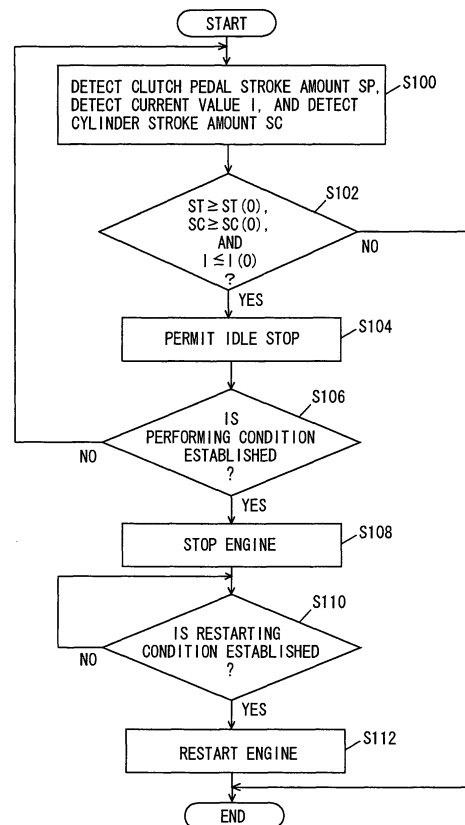 START
DETECT CLUTCH PEDAL STROKE AMOUNT SP,
DETECT CURRENT VALUE I, AND DETECT
CYLINDER STROKE AMOUNT SC
S100
ST≧ST(0),
SC≧SC(0),
AND
I≦I(0)
?
S102
NO
YES
PERMIT IDLE STOP
S104
IS
PERFORMING CONDITION
ESTABLISHED
?
S106
NO
YES
STOP ENGINE
S108
IS RESTARTING
CONDITION ESTABLISHED
?
S110
NO
YES
RESTART ENGINE
S112
END